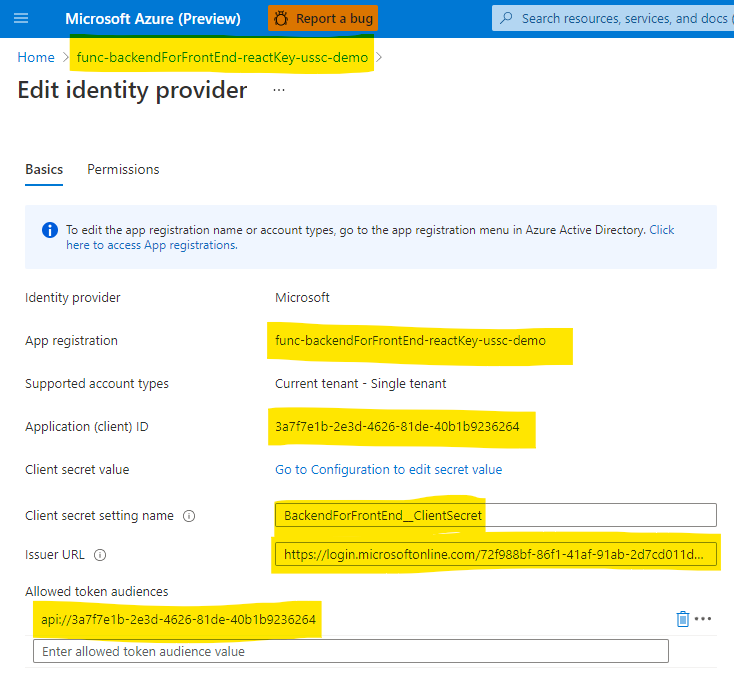 Microsoft Azure (Preview) Report a bug Search resources, services, and docs (
Home > func-backendForFrontEnd-reactKey-ussc-demo >
Edit identity provider ...
Basics Permissions
To edit the app registration name or account types, go to the app registration menu in Azure Active Directory. Click
here to access App registrations.
Identity provider Microsoft
App registration func-backendForFrontEnd-reactKey-ussc-demo
Supported account types Current tenant - Single tenant
Application (client) ID 3a7f7e1b-2e3d-4626-81de-40b1b9236264
Client secret value Go to Configuration to edit secret value
Client secret setting name BackendForFrontEnd__ClientSecret
Issuer URL https://login.microsoftonline.com/72f988bf-86f1-41af-91ab-2d7cd011d...
Allowed token audiences
api://3a7f7e1b-2e3d-4626-81de-40b1b9236264
Enter allowed token audience value